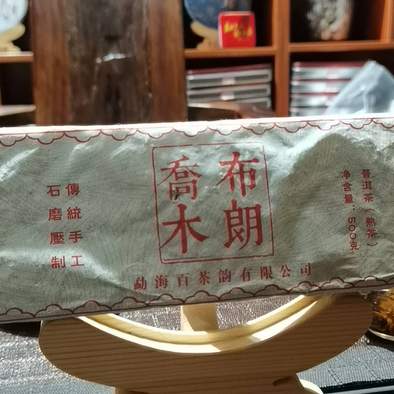 布朗
喬木
傳統手工
石磨壓制
普洱茶（熟茶）
净含量：500克
勐海百茶韵有限公司